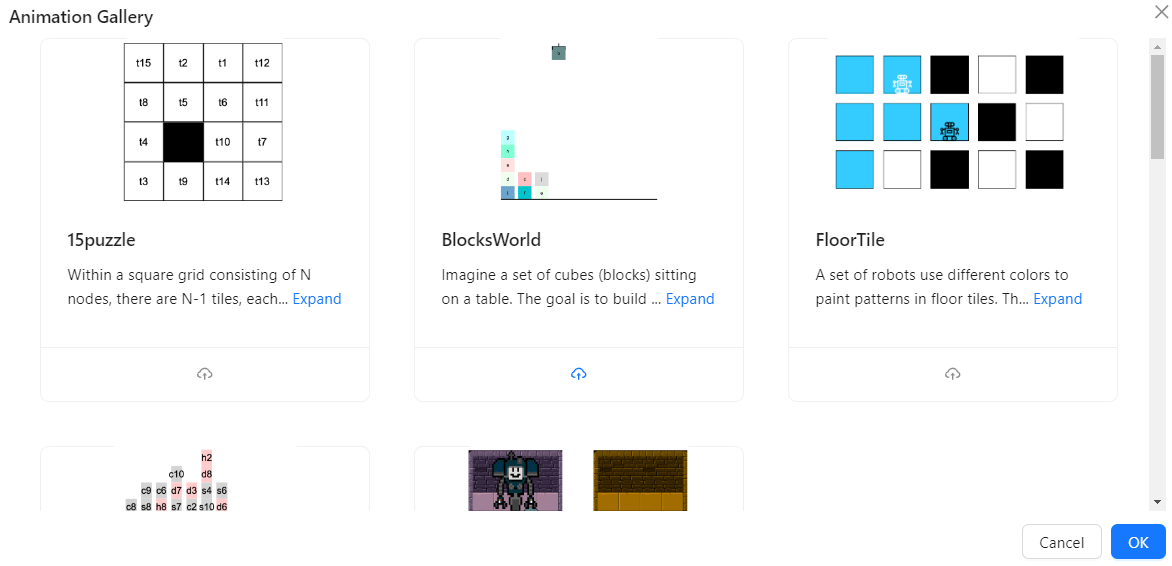 Animation Gallery
t15 t2 t1 t12
t8 t5 t6 t11
t4 t10 t7
t3 t9 t14 t13
15puzzle
Within a square grid consisting of N
nodes, there are N-1 tiles, each... Expand
d c j
f e
BlocksWorld
Imagine a set of cubes (blocks) sitting
on a table. The goal is to build ... Expand
FloorTile
A set of robots use different colors to
paint patterns in floor tiles. Th... Expand
h2
c10 d8
c9 c6 d7 d3 s4 s6
c8 s8 h8 s7 c2 s10 d6
Cancel OK